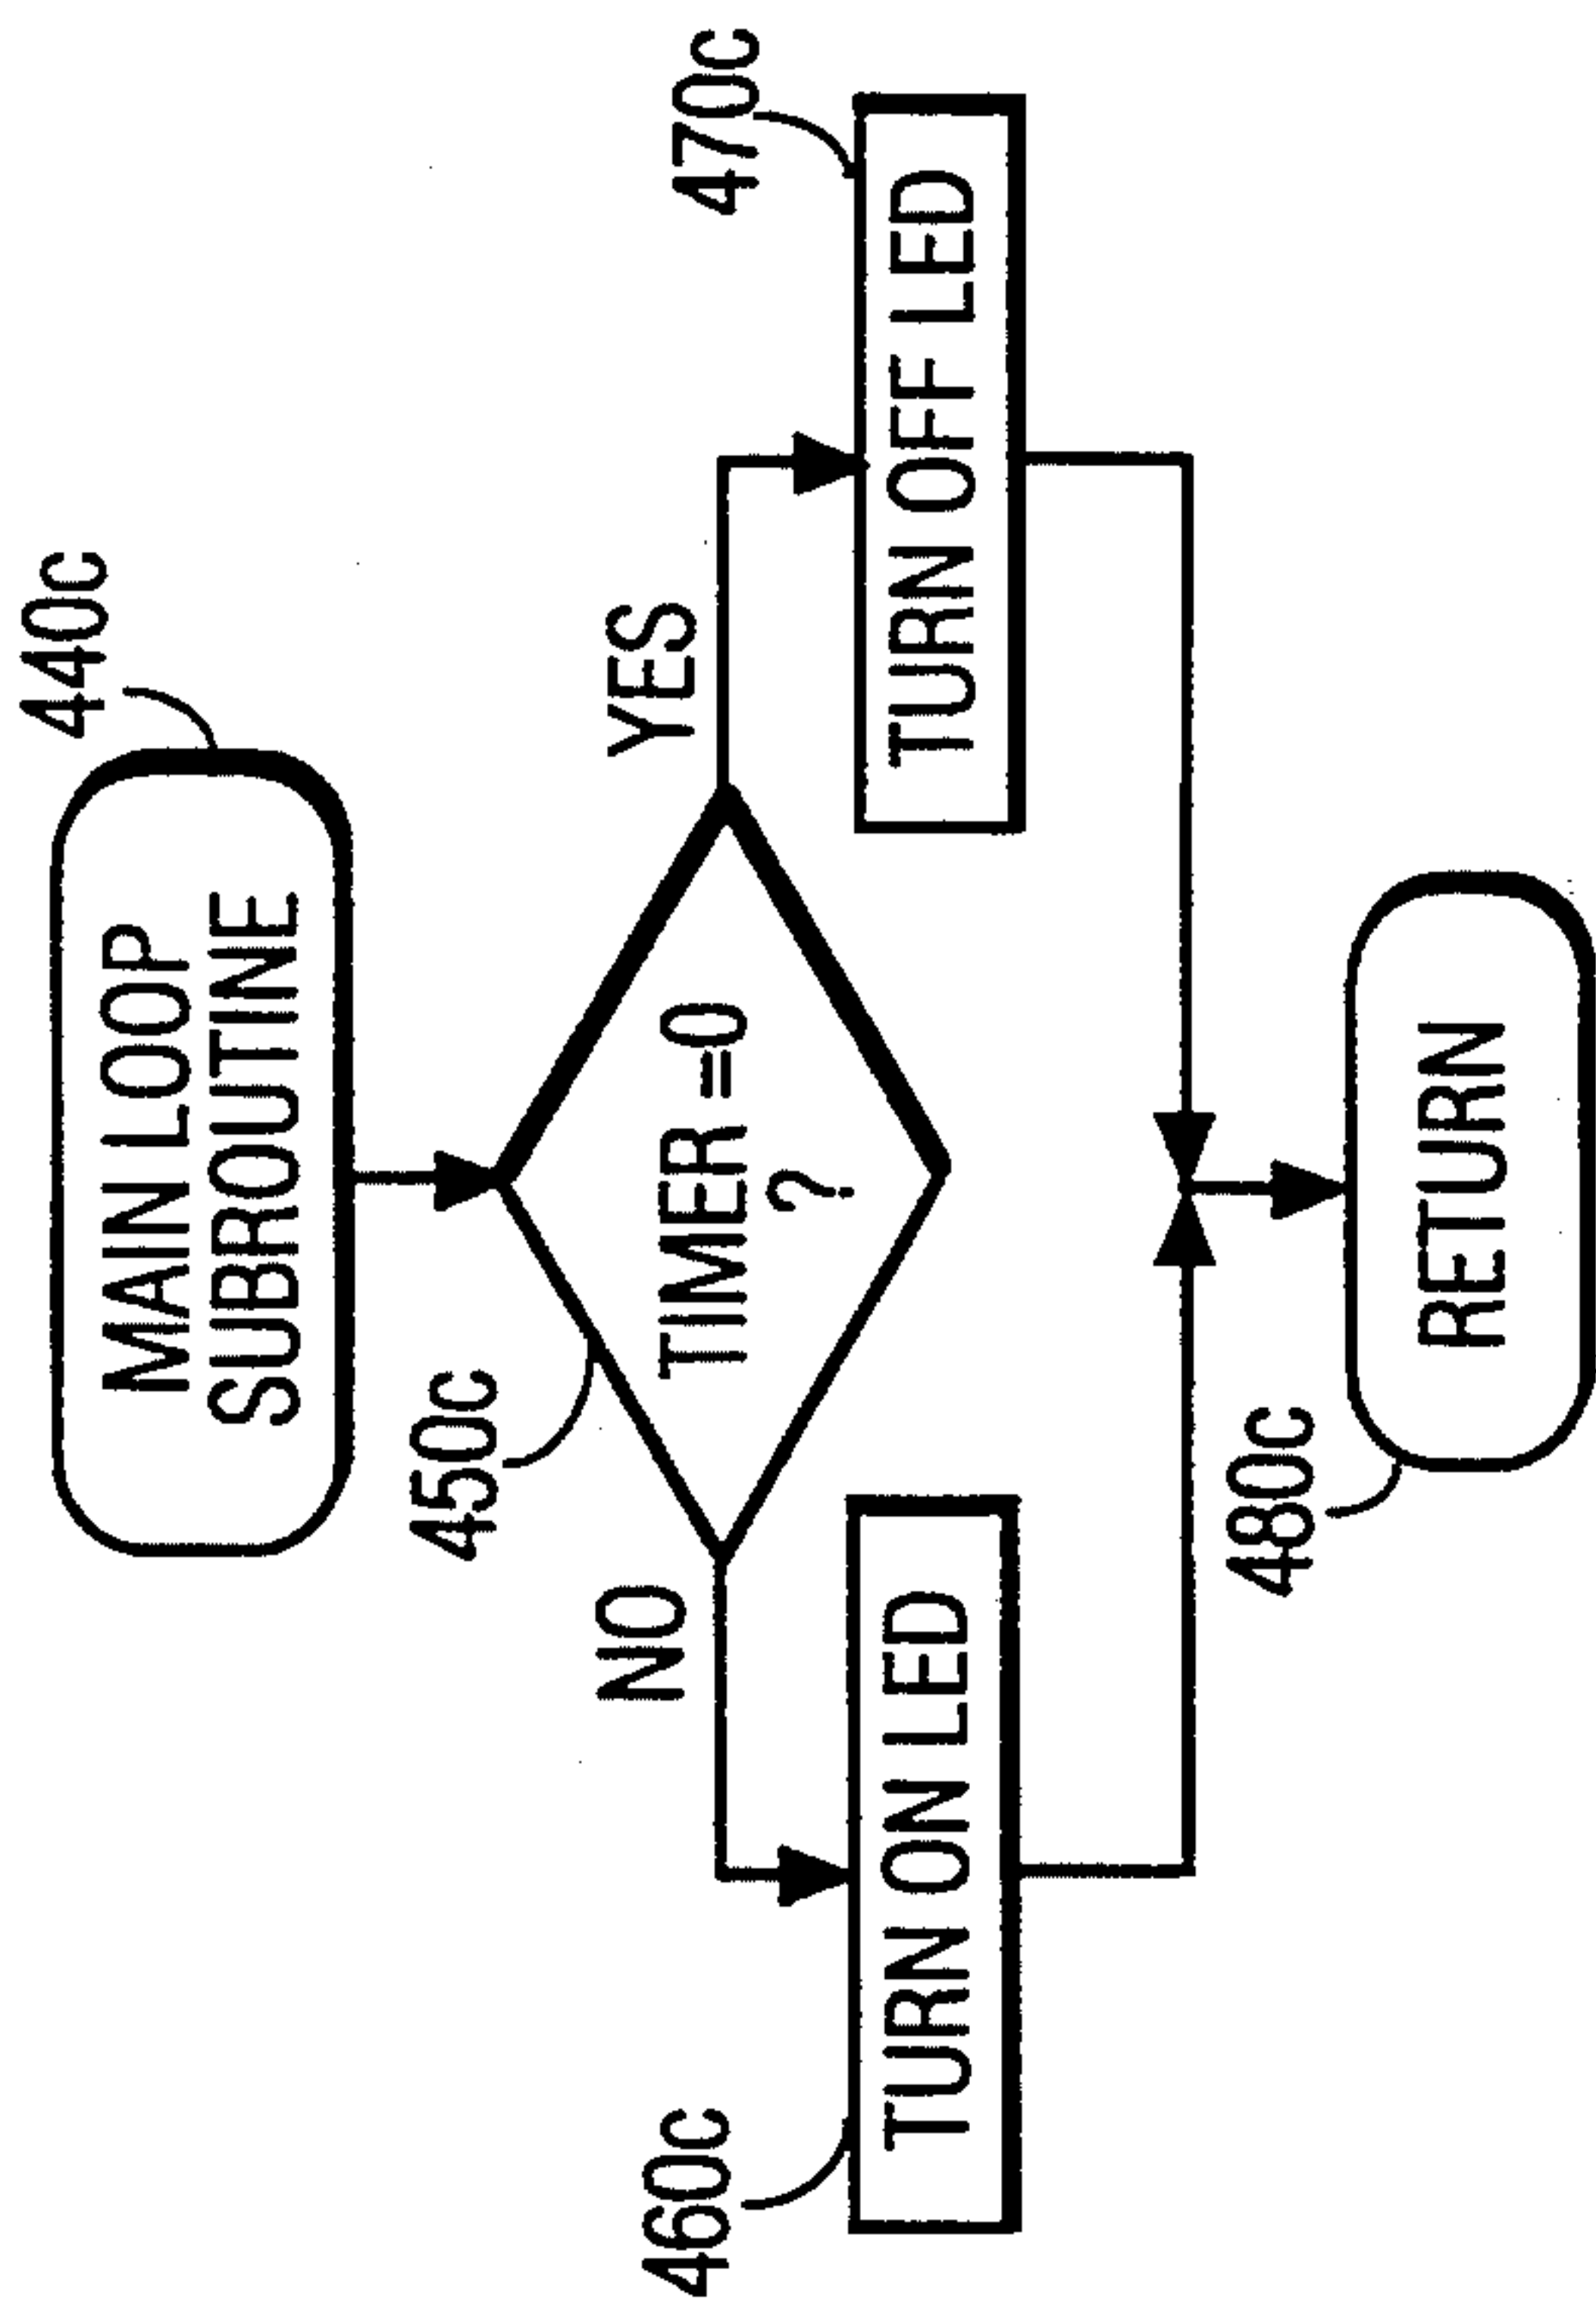 440c
MAIN LOOP
SUBROUTINE
450c
TIMER =0
?
NO
YES
460c
470c
TURN ON LED
TURN OFF LED
480c
RETURN